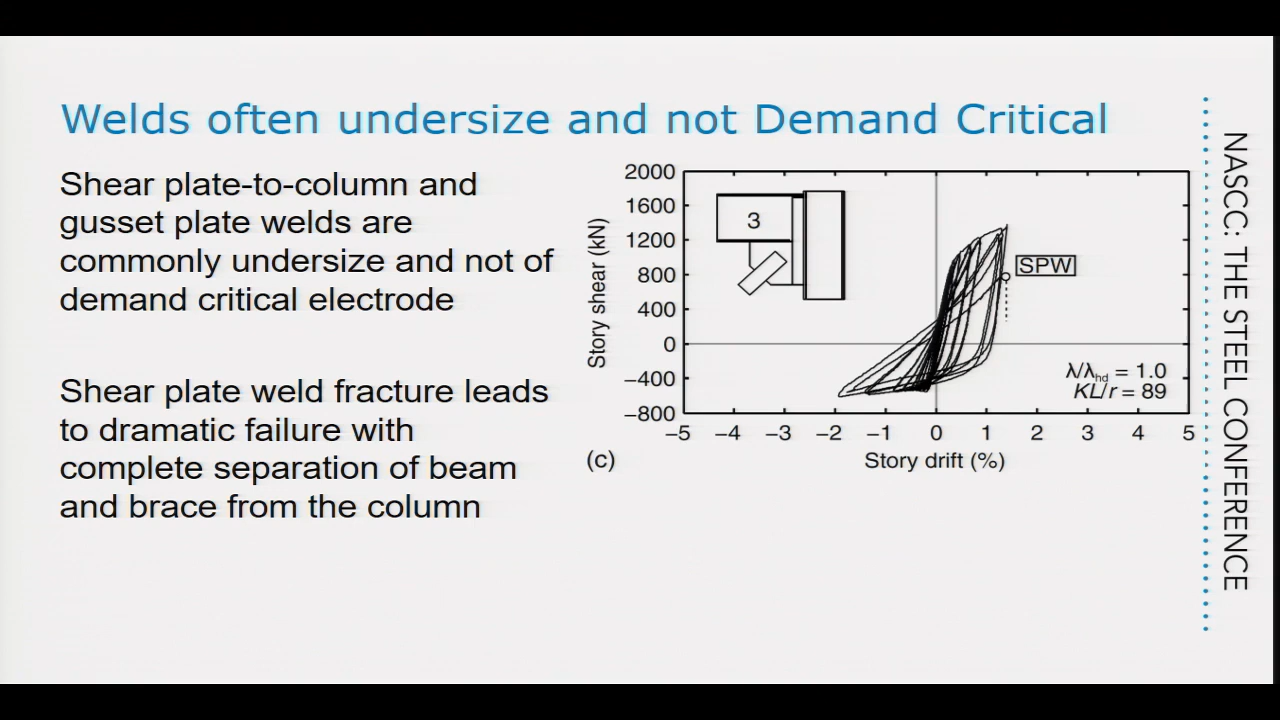 Welds often undersize and not Demand Critical
Shear plate-to-column and
gusset plate welds are
commonly undersize and not of
demand critical electrode
Shear plate weld fracture leads
to dramatic failure with
complete separation of beam
and brace from the column
2000
1600
1200
800
400
0
−400
−800
Story shear (kN)
3
SPW
λ/λhd = 1.0
KL/r = 89
−5 −4 −3 −2 −1 0 1 2 3 4 5
(c)
Story drift (%)
NASCC: THE STEEL CONFERENCE